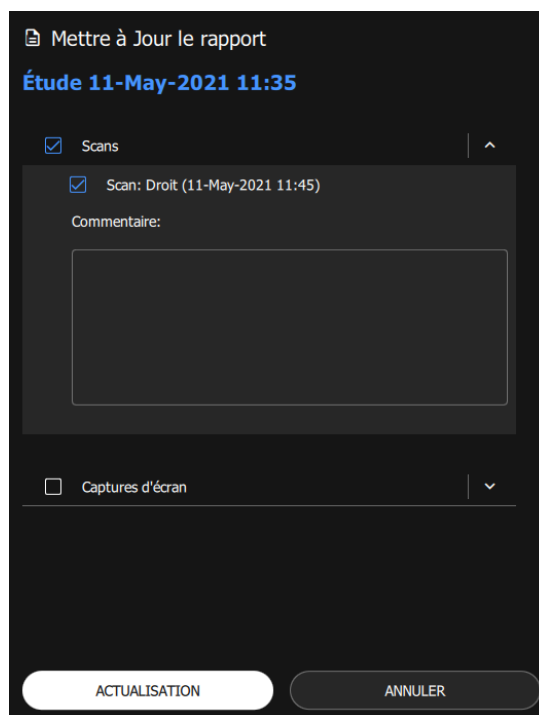 Mettre à Jour le rapport
Étude 11-May-2021 11:35
Scans
Scan: Droit (11-May-2021 11:45)
Commentaire:
Captures d'écran
ACTUALISATION
ANNULER